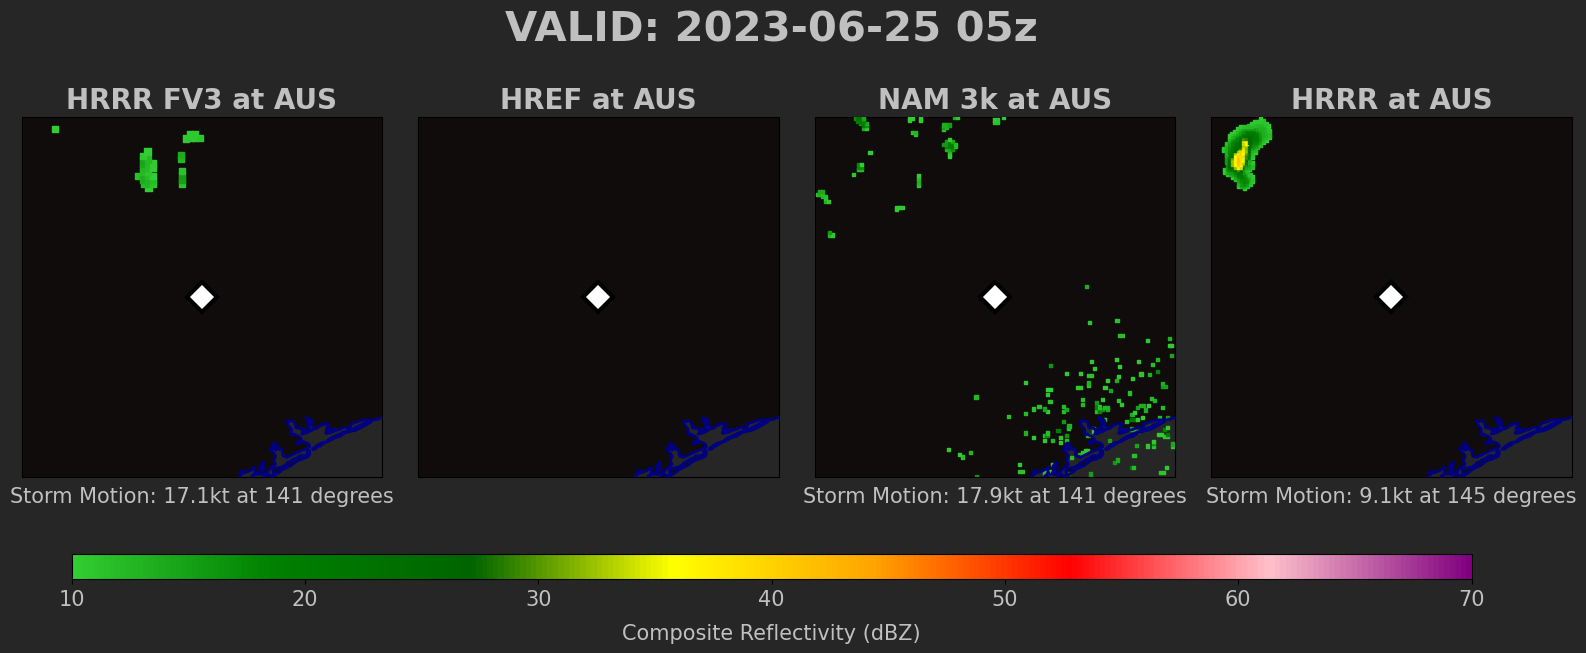 VALID: 2023-06-25 05z
HRRR FV3 at AUS
HREF at AUS
NAM 3k at AUS
HRRR at AUS
Storm Motion: 17.1kt at 141 degrees
Storm Motion: 17.9kt at 141 degrees
Storm Motion: 9.1kt at 145 degrees
10 20 30 40 50 60 70
Composite Reflectivity (dBZ)